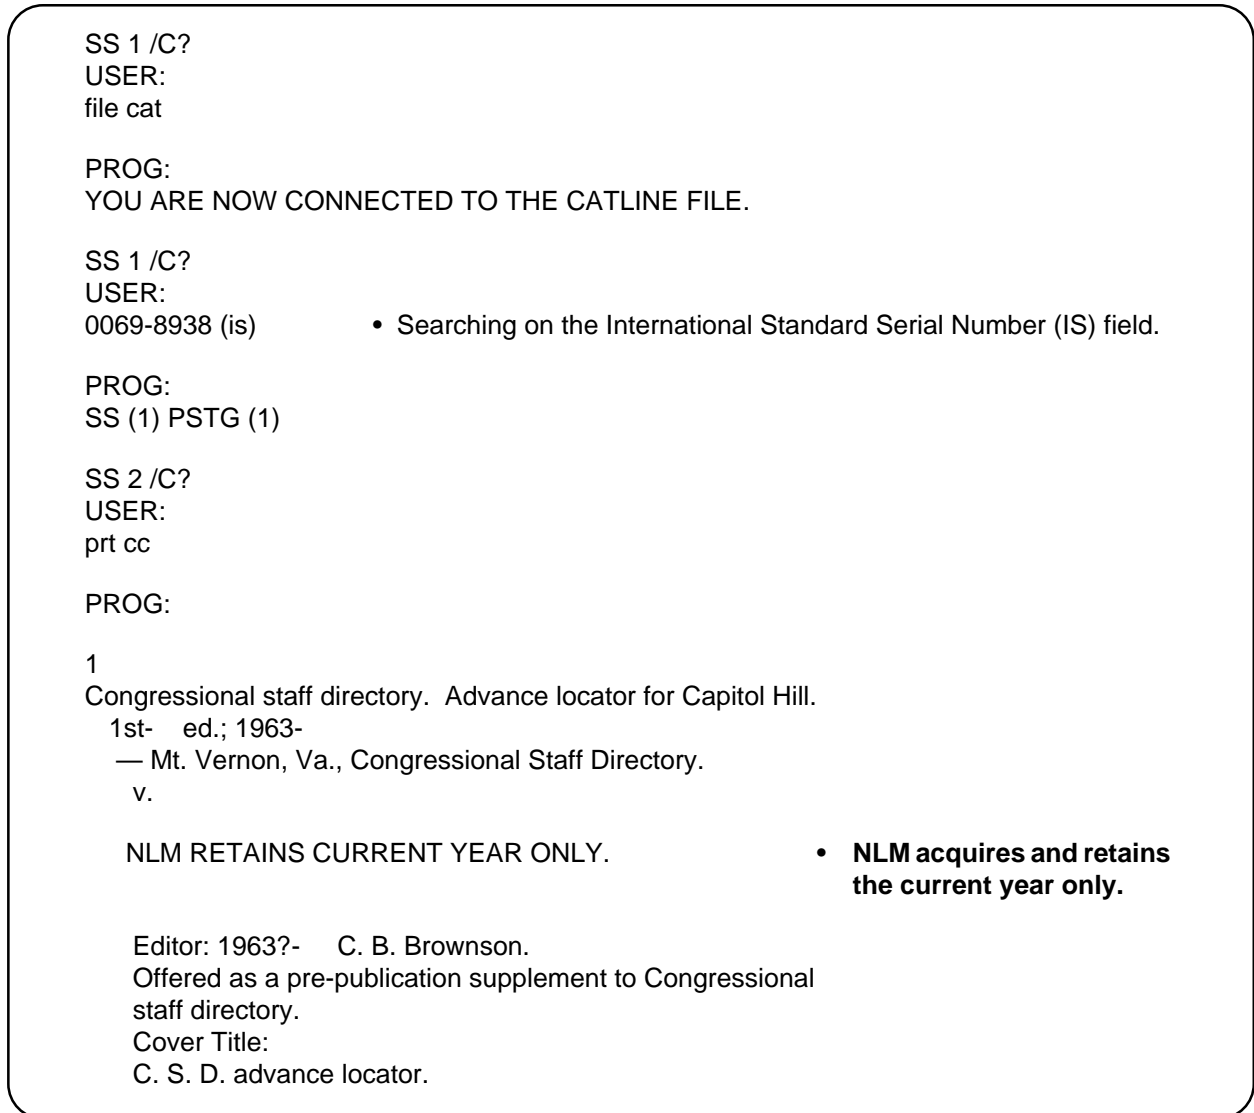 SS 1 /C?
USER:
file cat
PROG:
YOU ARE NOW CONNECTED TO THE CATLINE FILE.
SS 1 /C?
USER:
0069-8938 (is) • Searching on the International Standard Serial Number (IS) field.
PROG:
SS (1) PSTG (1)
SS 2 /C?
USER:
prt cc
PROG:
1
Congressional staff directory. Advance locator for Capitol Hill.
1st- ed.; 1963-
— Mt. Vernon, Va., Congressional Staff Directory.
v.
NLM RETAINS CURRENT YEAR ONLY. • NLM acquires and retains
the current year only.
Editor: 1963?- C. B. Brownson.
Offered as a pre-publication supplement to Congressional
staff directory.
Cover Title:
C. S. D. advance locator.